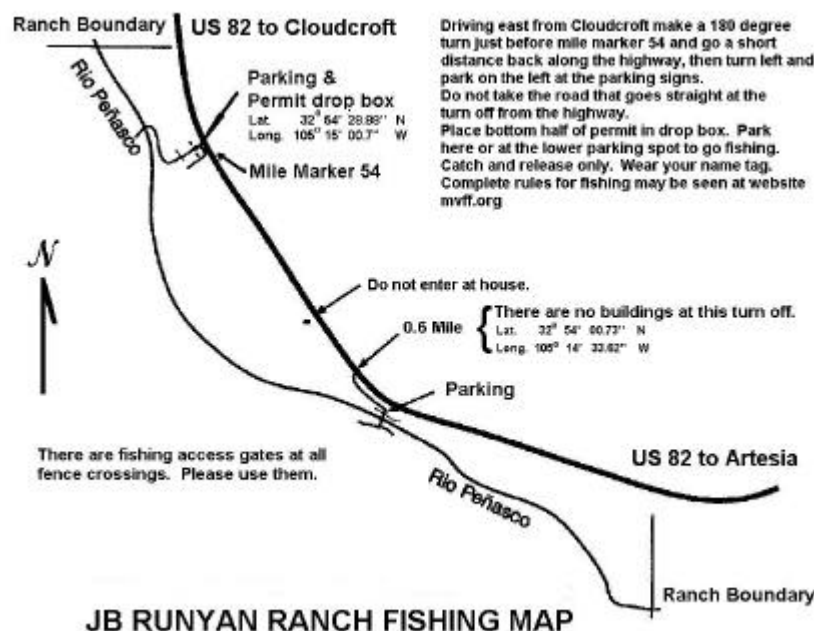 Ranch Boundary
US 82 to Cloudcroft
Driving east from Cloudcroft make a 180 degree
turn just before mile marker 54 and go a short
distance back along the highway, then turn left and
park on the left at the parking signs.
Do not take the road that goes straight at the
turn off from the highway.
Place bottom half of permit in drop box. Park
here or at the lower parking spot to go fishing.
Catch and release only. Wear your name tag.
Complete rules for fishing may be seen at website
mvff.org
Rio Peñasco
Parking &
Permit drop box
Lat. 32° 54' 28.98" N
Long. 105° 15' 00.7" W
Mile Marker 54
N
Do not enter at house.
0.6 Mile
There are no buildings at this turn off.
Lat. 32° 54' 00.73" N
Long. 105° 14' 33.62" W
Parking
There are fishing access gates at all
fence crossings. Please use them.
US 82 to Artesia
Rio Peñasco
Ranch Boundary
JB RUNYAN RANCH FISHING MAP